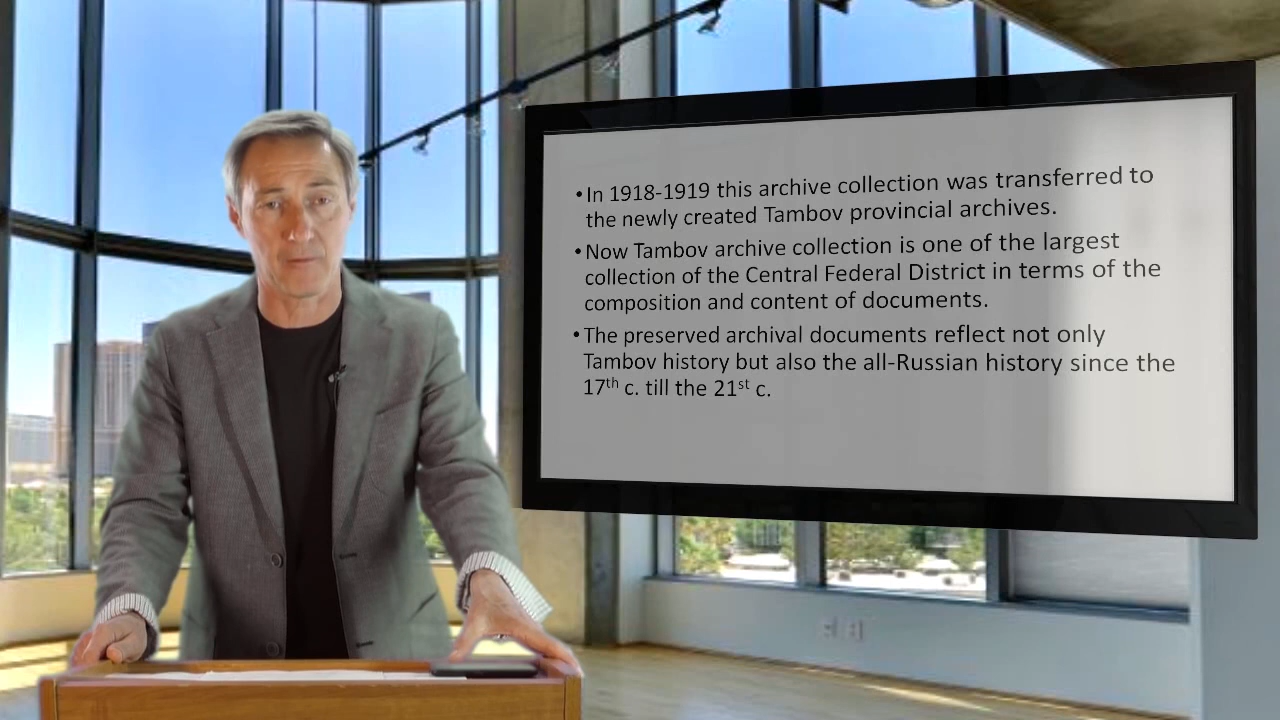 •In 1918-1919 this archive collection was transferred to
the newly created Tambov provincial archives.
•Now Tambov archive collection is one of the largest
collection of the Central Federal District in terms of the
composition and content of documents.
•The preserved archival documents reflect not only
Tambov history but also the all-Russian history since the
17th c. till the 21st c.